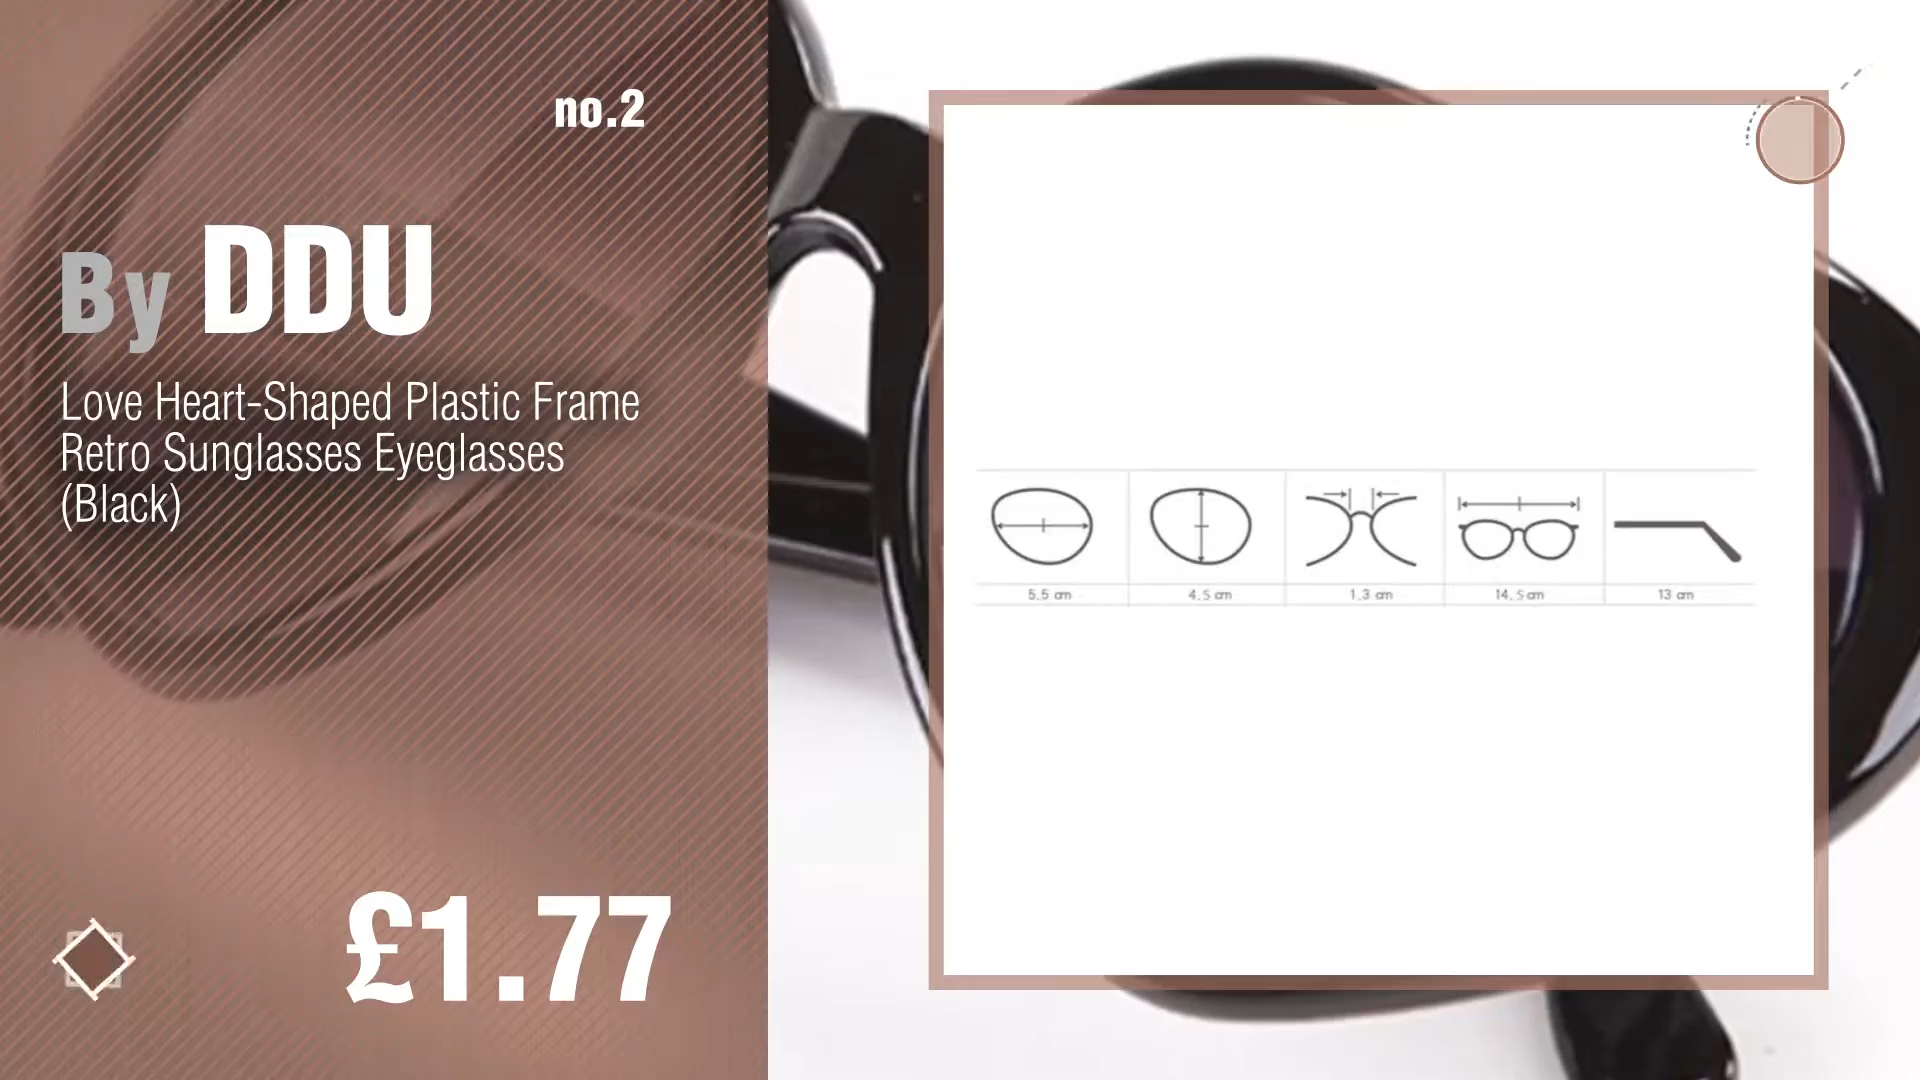 no.2
By DDU
Love Heart-Shaped Plastic Frame
Retro Sunglasses Eyeglasses
(Black)
£1.77
5.5 cm
4.5 cm
1.3 cm
14.5 cm
13 cm